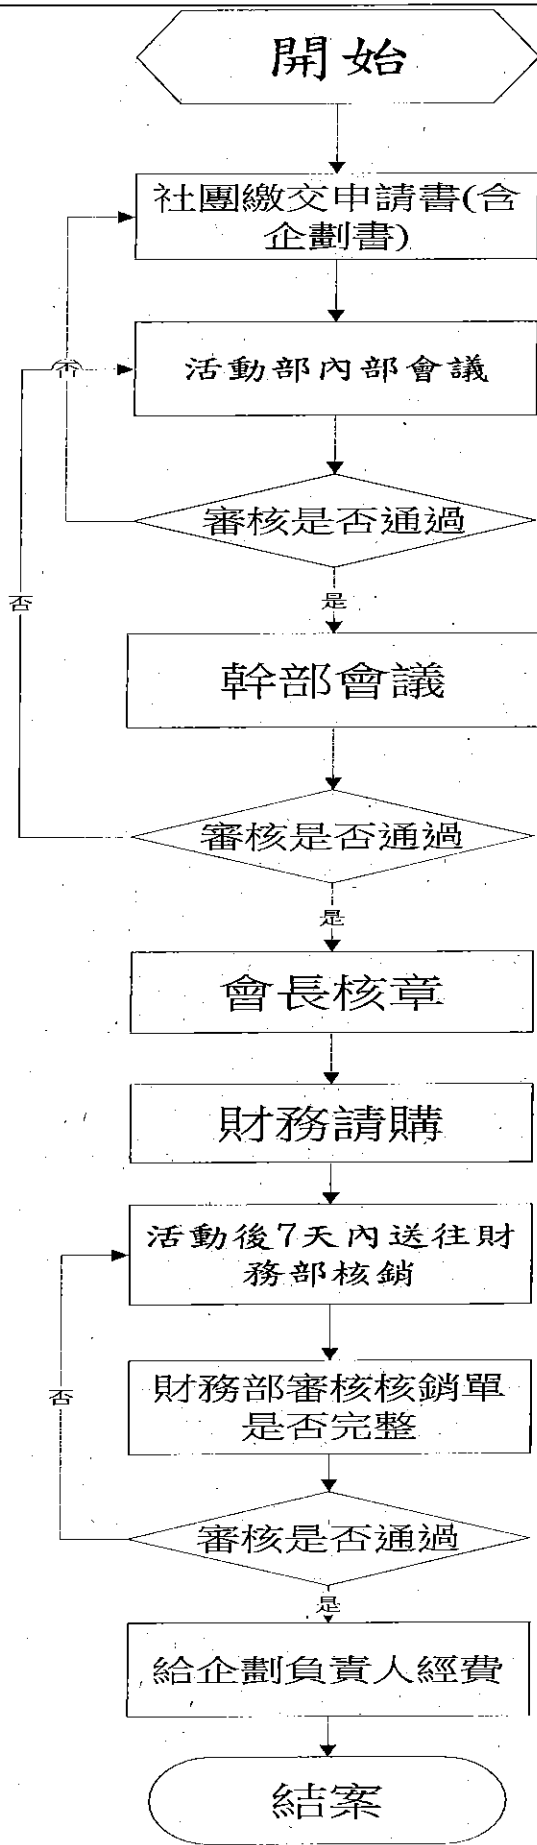 開始
社團繳交申請書(含
企劃書)
否
活動部內部會議
審核是否通過
否
是
幹部會議
審核是否通過
是
會長核章
財務請購
活動後7天內送往財
務部核銷
否
財務部審核核銷單
是否完整
審核是否通過
是
給企劃負責人經費
結案